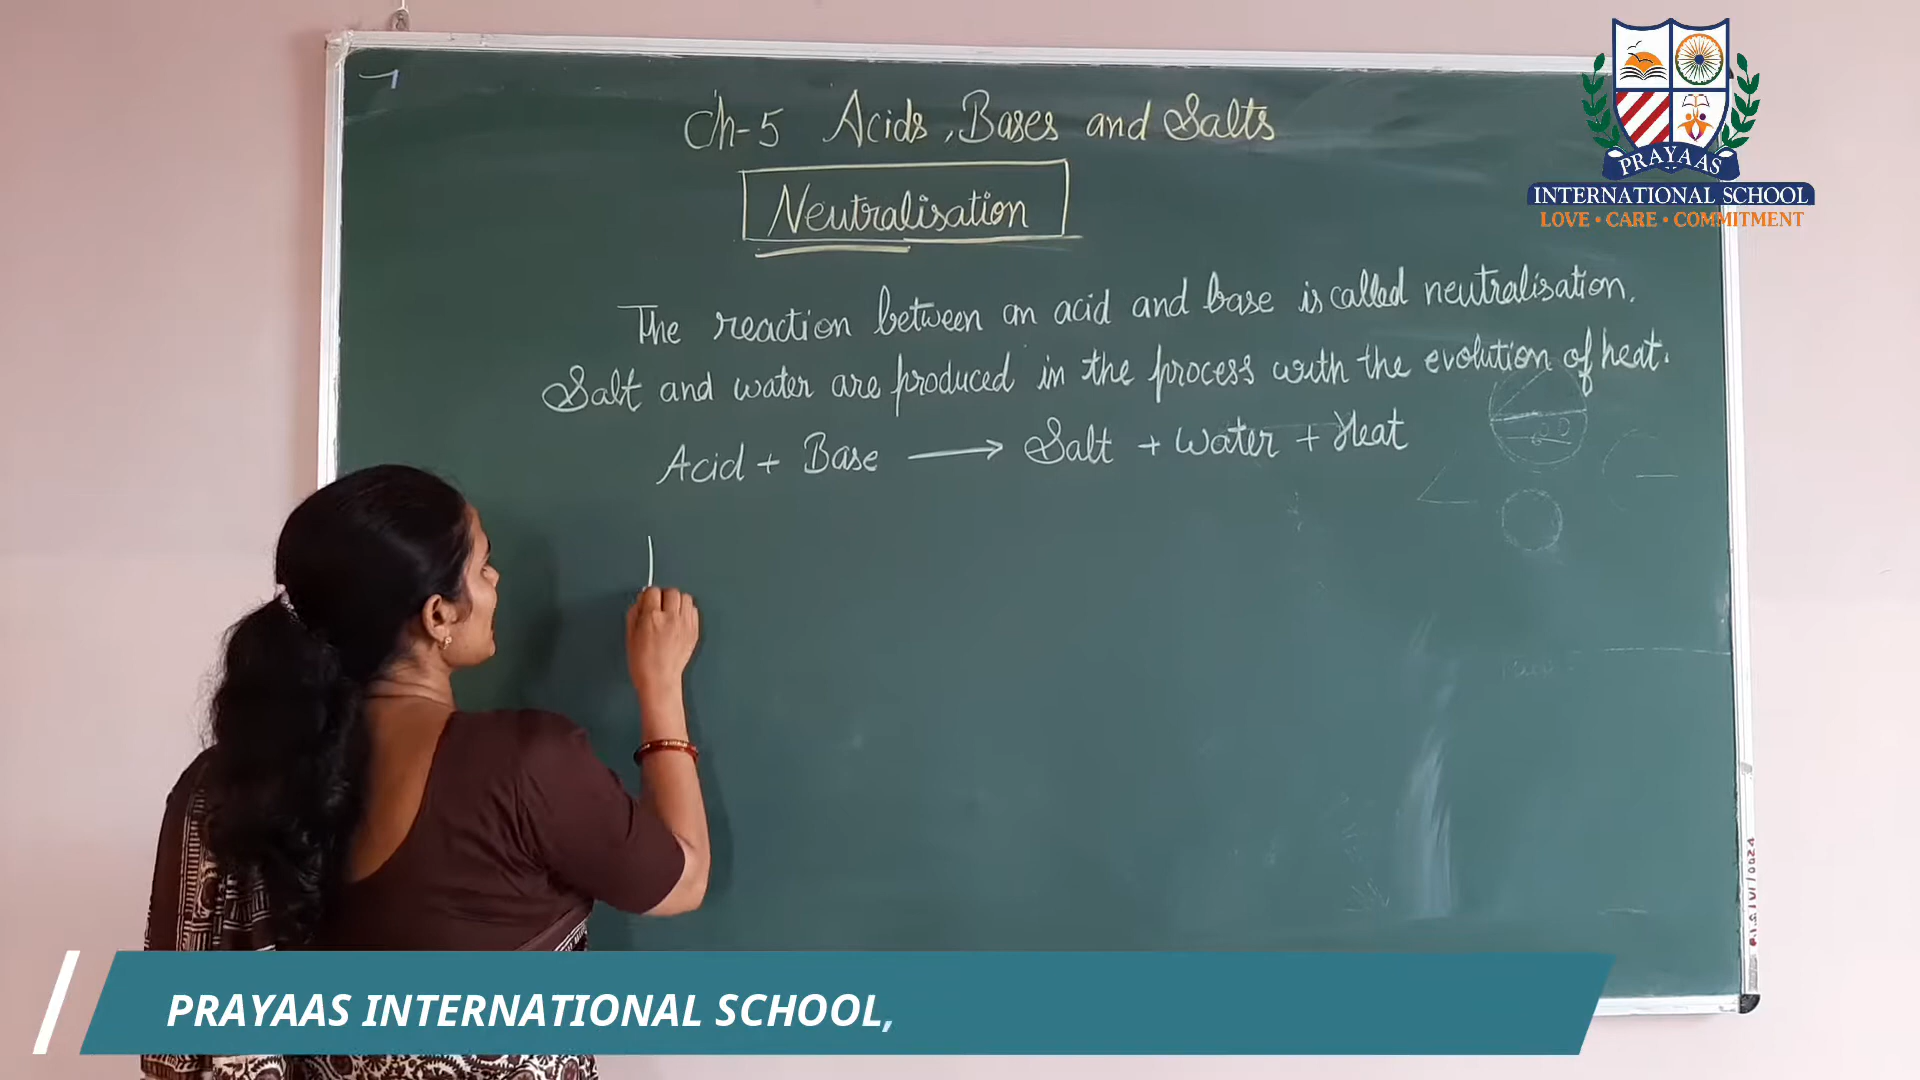 Ch-5 Acids, Bases and Salts
Neutralisation
The reaction between an acid and base is called neutralisation.
Salt and water are produced in the process with the evolution of heat.
Acid + Base ⟶ Salt + Water + Heat
PRAYAAS
INTERNATIONAL SCHOOL
LOVE • CARE • COMMITMENT
PRAYAAS INTERNATIONAL SCHOOL,